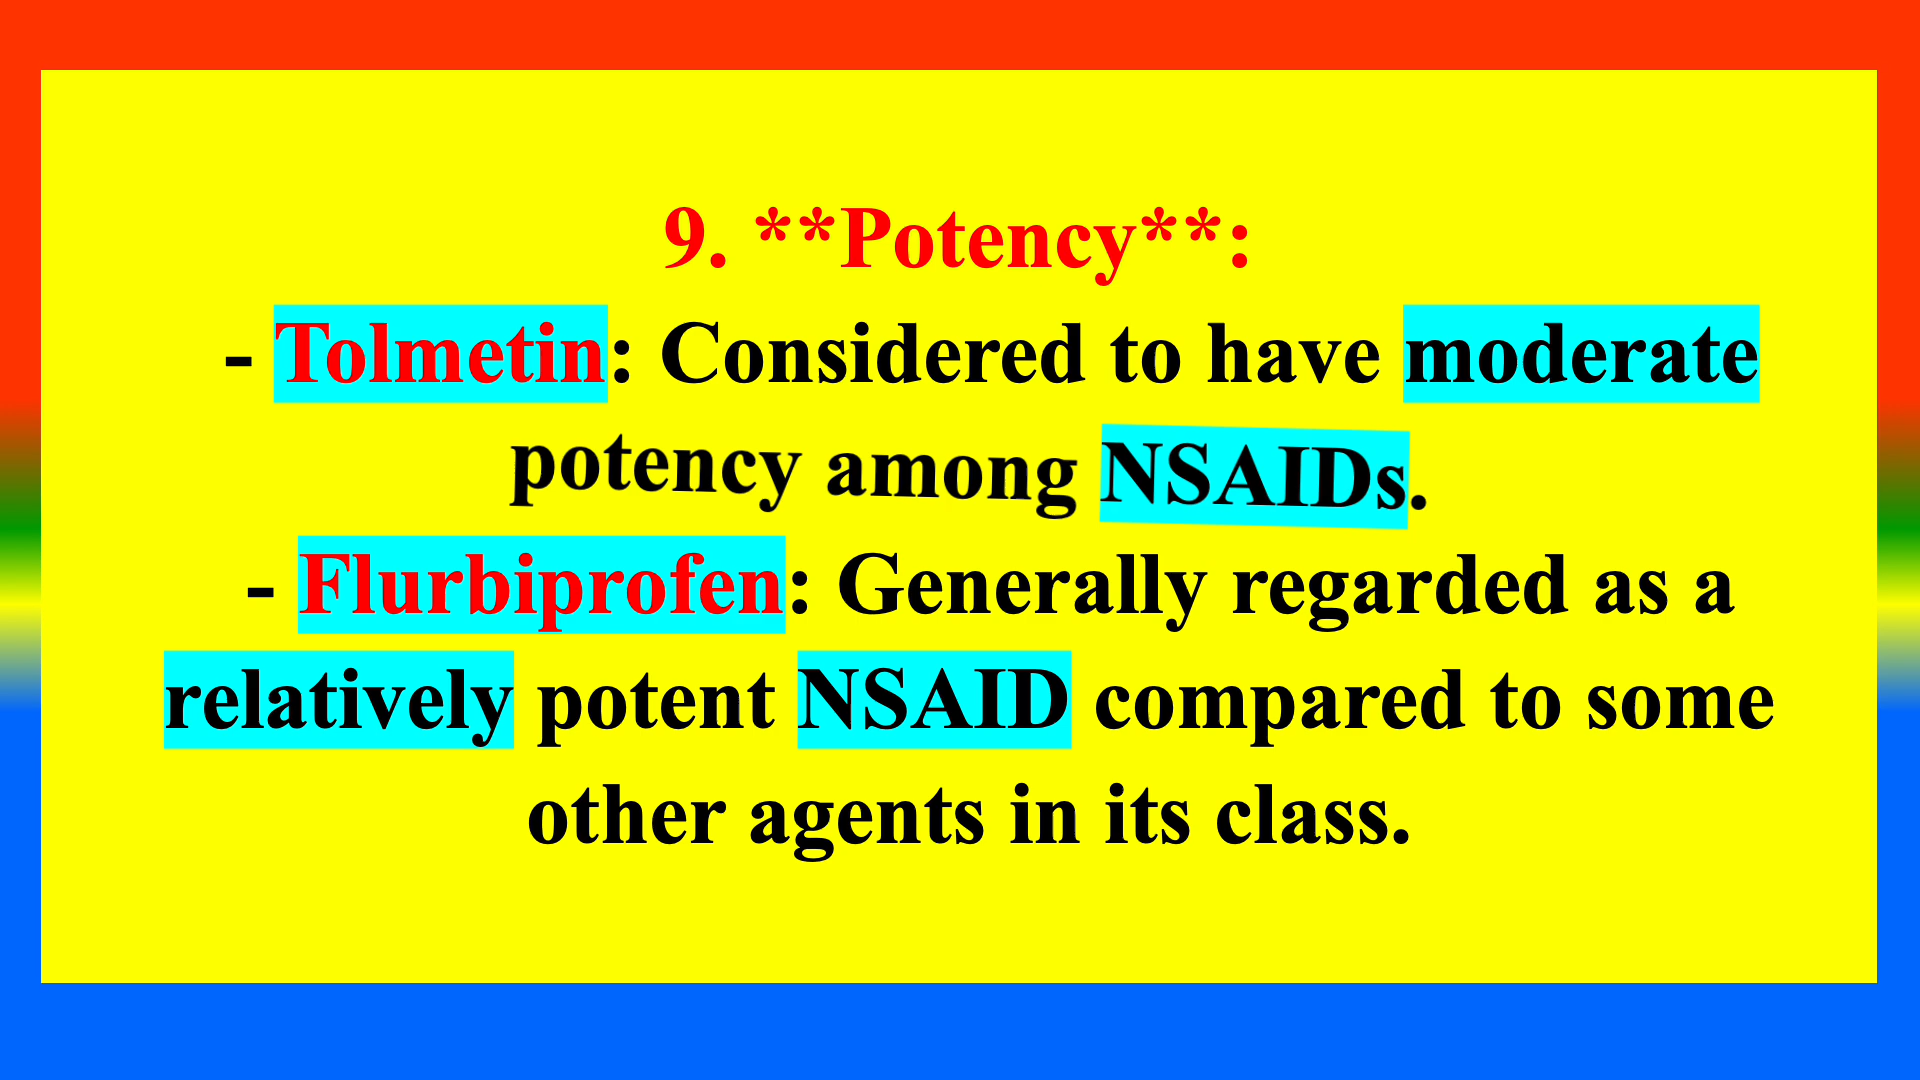 9. **Potency**:
- Tolmetin: Considered to have moderate
potency among NSAIDs.
- Flurbiprofen: Generally regarded as a
relatively potent NSAID compared to some
other agents in its class.